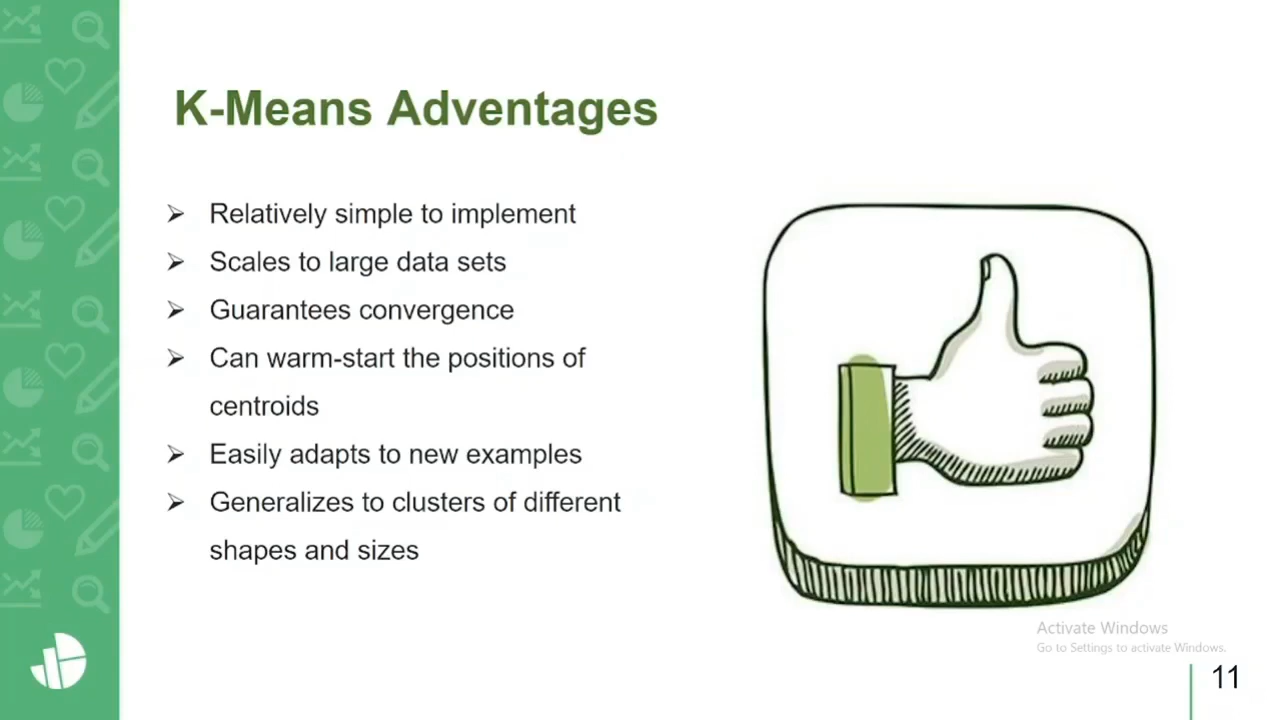 K-Means Adventages
➢ Relatively simple to implement
➢ Scales to large data sets
➢ Guarantees convergence
➢ Can warm-start the positions of
centroids
➢ Easily adapts to new examples
➢ Generalizes to clusters of different
shapes and sizes
Activate Windows
Go to Settings to activate Windows.
11